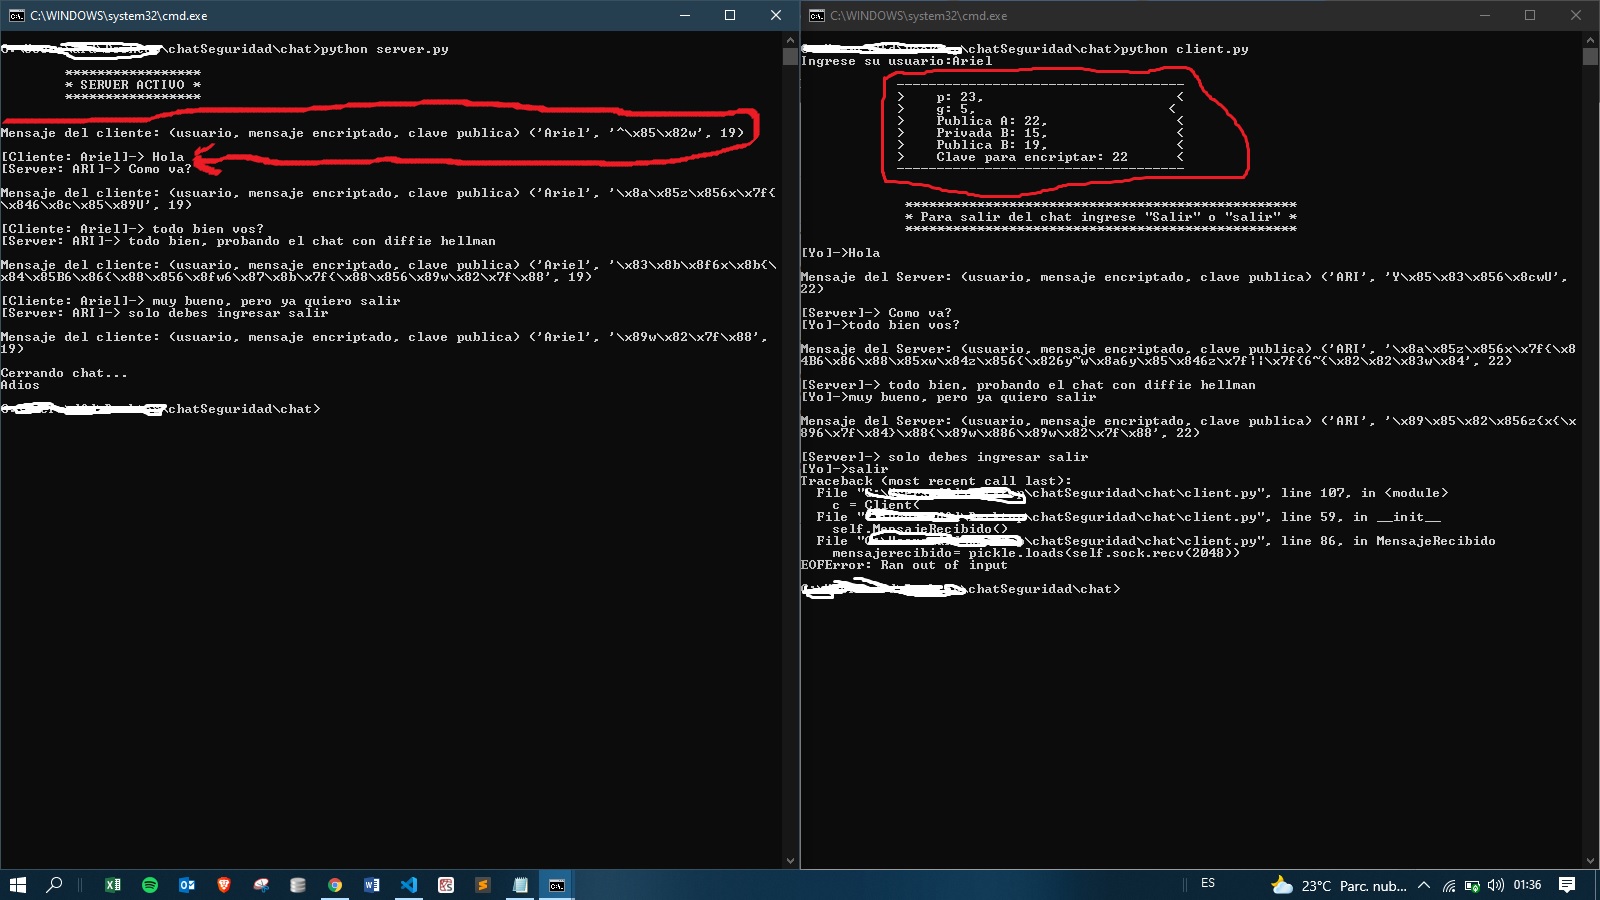 C:\WINDOWS\system32\cmd.exe
\chatSeguridad\chat>python server.py
*****************
* SERVER ACTIVO *
*****************
Mensaje del cliente: (usuario, mensaje encriptado, clave publica) ('Ariel', '^\x85\x82w', 19)
[Cliente: Ariel]-> Hola
[Server: ARI]-> Como va?
Mensaje del cliente: (usuario, mensaje encriptado, clave publica) ('Ariel', '\x8a\x85z\x856x\x7f{
\x846\x8c\x85\x89U', 19)
[Cliente: Ariel]-> todo bien vos?
[Server: ARI]-> todo bien, probando el chat con diffie hellman
Mensaje del cliente: (usuario, mensaje encriptado, clave publica) ('Ariel', '\x83\x8b\x8f6x\x8b{\
x84\x85B6\x86{\x88\x856\x8fw6\x87\x8b\x7f{\x88\x856\x89w\x82\x7f\x88', 19)
[Cliente: Ariel]-> muy bueno, pero ya quiero salir
[Server: ARI]-> solo debes ingresar salir
Mensaje del cliente: (usuario, mensaje encriptado, clave publica) ('Ariel', '\x89w\x82\x7f\x88',
19)
Cerrando chat...
Adios
\chatSeguridad\chat>
C:\WINDOWS\system32\cmd.exe
\chatSeguridad\chat>python client.py
Ingrese su usuario:Ariel
------------------------------------
> p: 23, <
> g: 5, <
> Publica A: 22, <
> Privada B: 15, <
> Publica B: 19, <
> Clave para encriptar: 22 <
------------------------------------
*************************************************
* Para salir del chat ingrese "Salir" o "salir" *
*************************************************
[Yo]->Hola
Mensaje del Server: (usuario, mensaje encriptado, clave publica) ('ARI', 'Y\x85\x83\x856\x8cwU',
22)
[Server]-> Como va?
[Yo]->todo bien vos?
Mensaje del Server: (usuario, mensaje encriptado, clave publica) ('ARI', '\x8a\x85z\x856x\x7f{\x8
4B6\x86\x88\x85xw\x84z\x856{\x826y~w\x8a6y\x85\x846z\x7f||\x7f{6~{\x82\x82\x83w\x84', 22)
[Server]-> todo bien, probando el chat con diffie hellman
[Yo]->muy bueno, pero ya quiero salir
Mensaje del Server: (usuario, mensaje encriptado, clave publica) ('ARI', '\x89\x85\x82\x856z{x{\x
896\x7f\x84}\x88{\x89w\x886\x89w\x82\x7f\x88', 22)
[Server]-> solo debes ingresar salir
[Yo]->salir
Traceback (most recent call last):
File "\chatSeguridad\chat\client.py", line 107, in <module>
c = Client(
File "\chatSeguridad\chat\client.py", line 59, in __init__
self.MensajeRecibido()
File "\chatSeguridad\chat\client.py", line 86, in MensajeRecibido
mensajerecibido= pickle.loads(self.sock.recv(2048))
EOFError: Ran out of input
\chatSeguridad\chat>
ES
23°C Parc. nub...
01:36